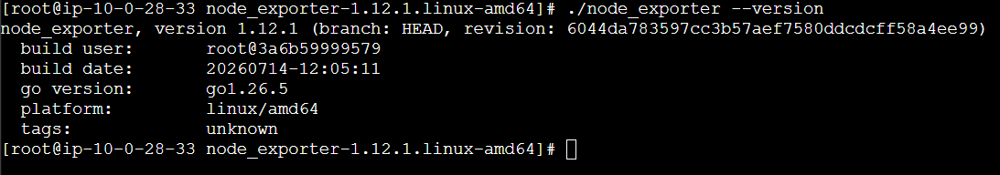 [root@ip-10-0-28-33 node_exporter-1.12.1.linux-amd64]# ./node_exporter --version
node_exporter, version 1.12.1 (branch: HEAD, revision: 6044da783597cc3b57aef7580ddcdcff58a4ee99)
  build user:       root@3a6b59999579
  build date:       20260714-12:05:11
  go version:       go1.26.5
  platform:         linux/amd64
  tags:             unknown
[root@ip-10-0-28-33 node_exporter-1.12.1.linux-amd64]#